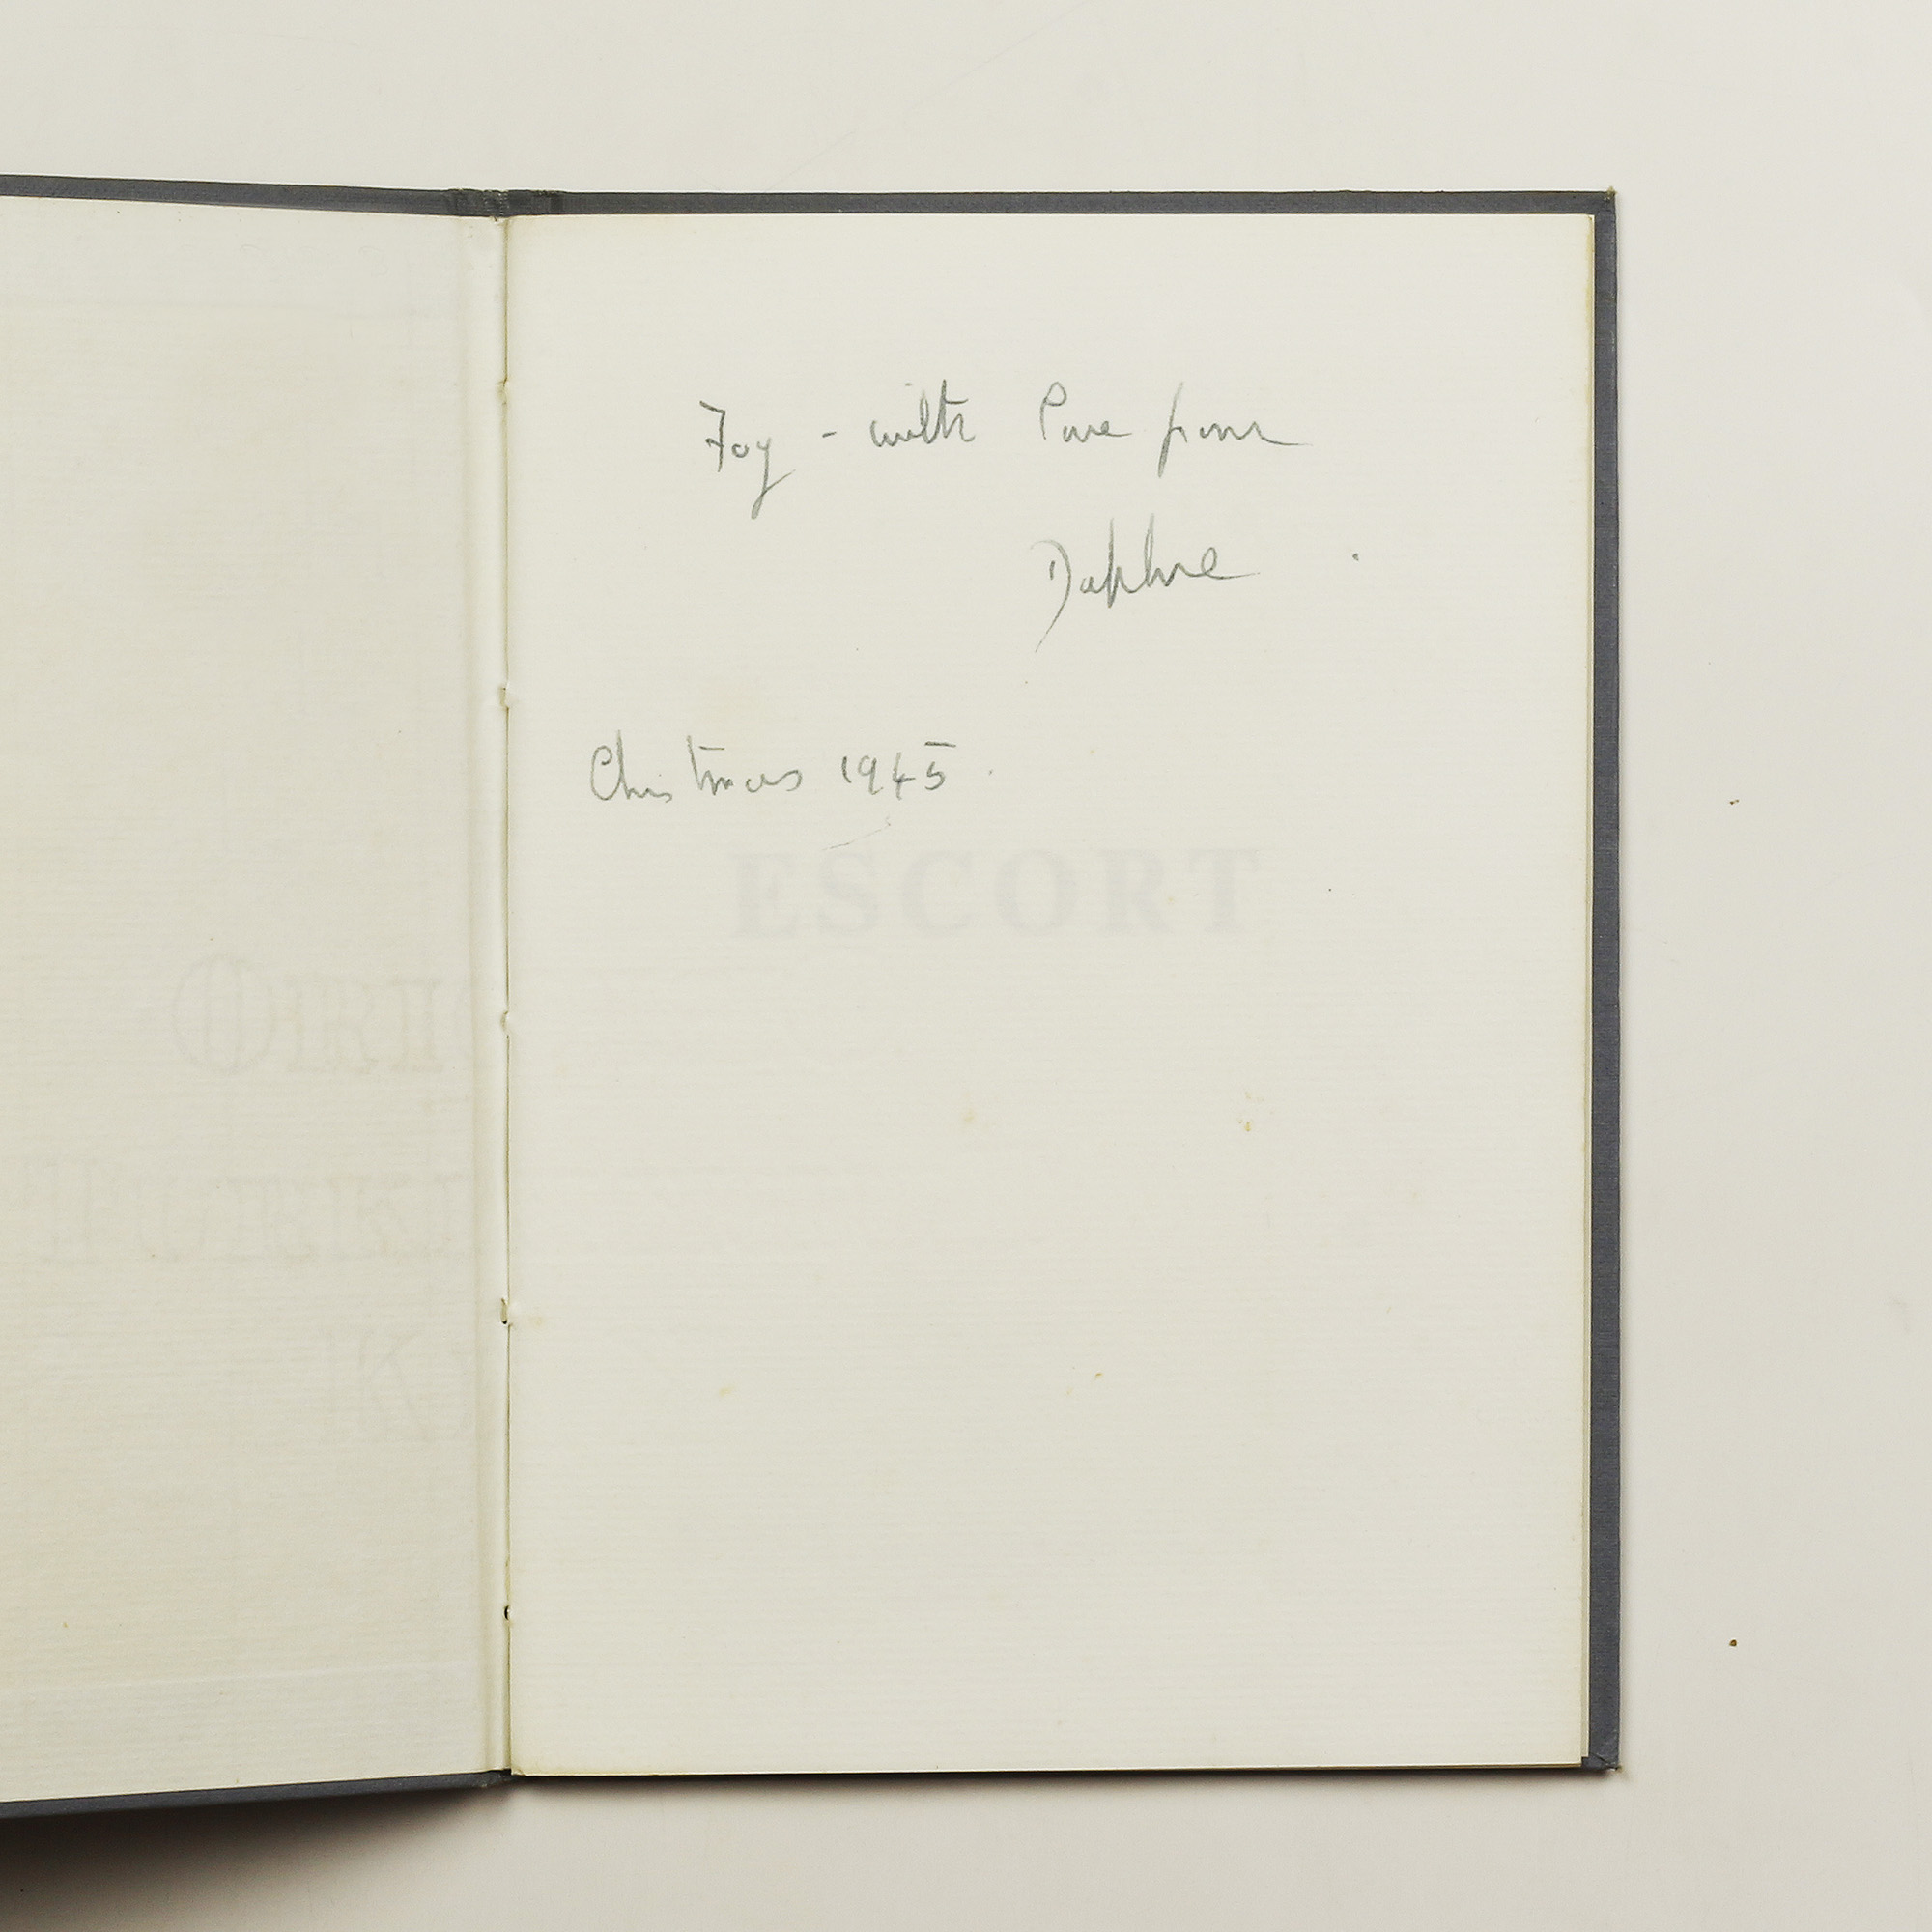 Foy - with love from
Daphne
Christmas 1945
ESCORT